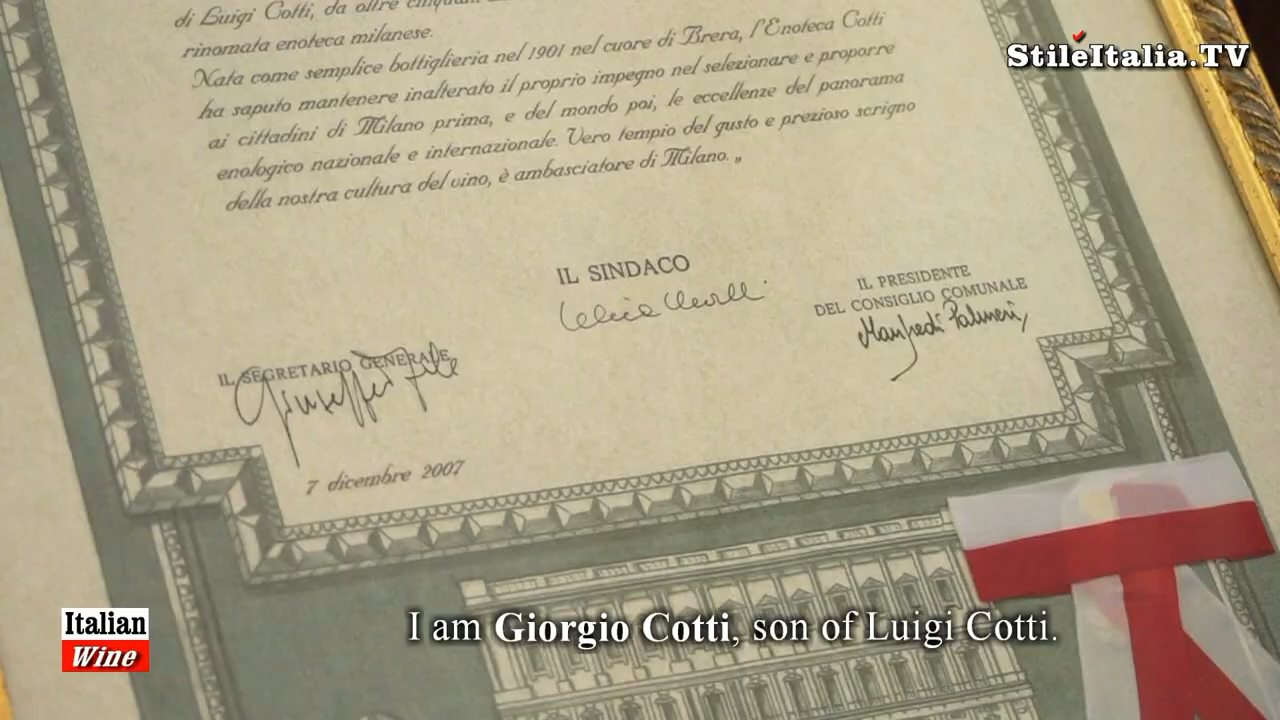 di Luigi Cotti, da oltre
rinomata enoteca milanese.
Nata come semplice bottiglieria nel 1901 nel cuore di Brera, l'Enoteca Cotti
ha saputo mantenere inalterato il proprio impegno nel selezionare e proporre
ai cittadini di Milano prima, e del mondo poi, le eccellenze del panorama
enologico nazionale e internazionale. Vero tempio del gusto e prezioso scrigno
della nostra cultura del vino, è ambasciatore di Milano. „
StiléItalia.TV
IL SINDACO
IL PRESIDENTE
DEL CONSIGLIO COMUNALE
Manfredi Palmeri
IL SEGRETARIO GENERALE
Giuseppe
7 dicembre 2007
Italian
Wine
I am Giorgio Cotti, son of Luigi Cotti.